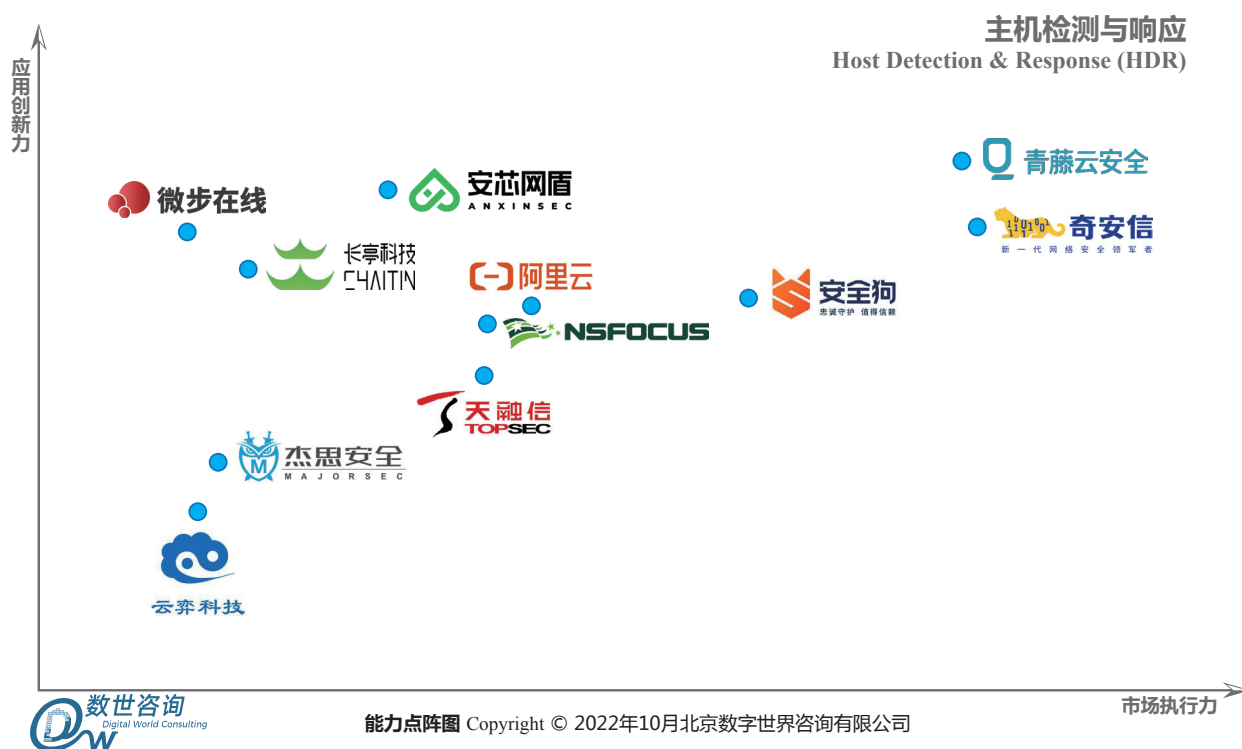 主机检测与响应
Host Detection & Response (HDR)
应用创新力
青藤云安全
微步在线
安芯网盾
ANXINSEC
奇安信
新一代网络安全领军者
长亭科技
CHAITIN
阿里云
安全狗
忠诚守护 值得信赖
NSFOCUS
天融信
TOPSEC
杰思安全
M
MAJORSEC
云弈科技
市场执行力
数世咨询
Digital World Consulting
DW
能力点阵图 Copyright © 2022年10月北京数字世界咨询有限公司